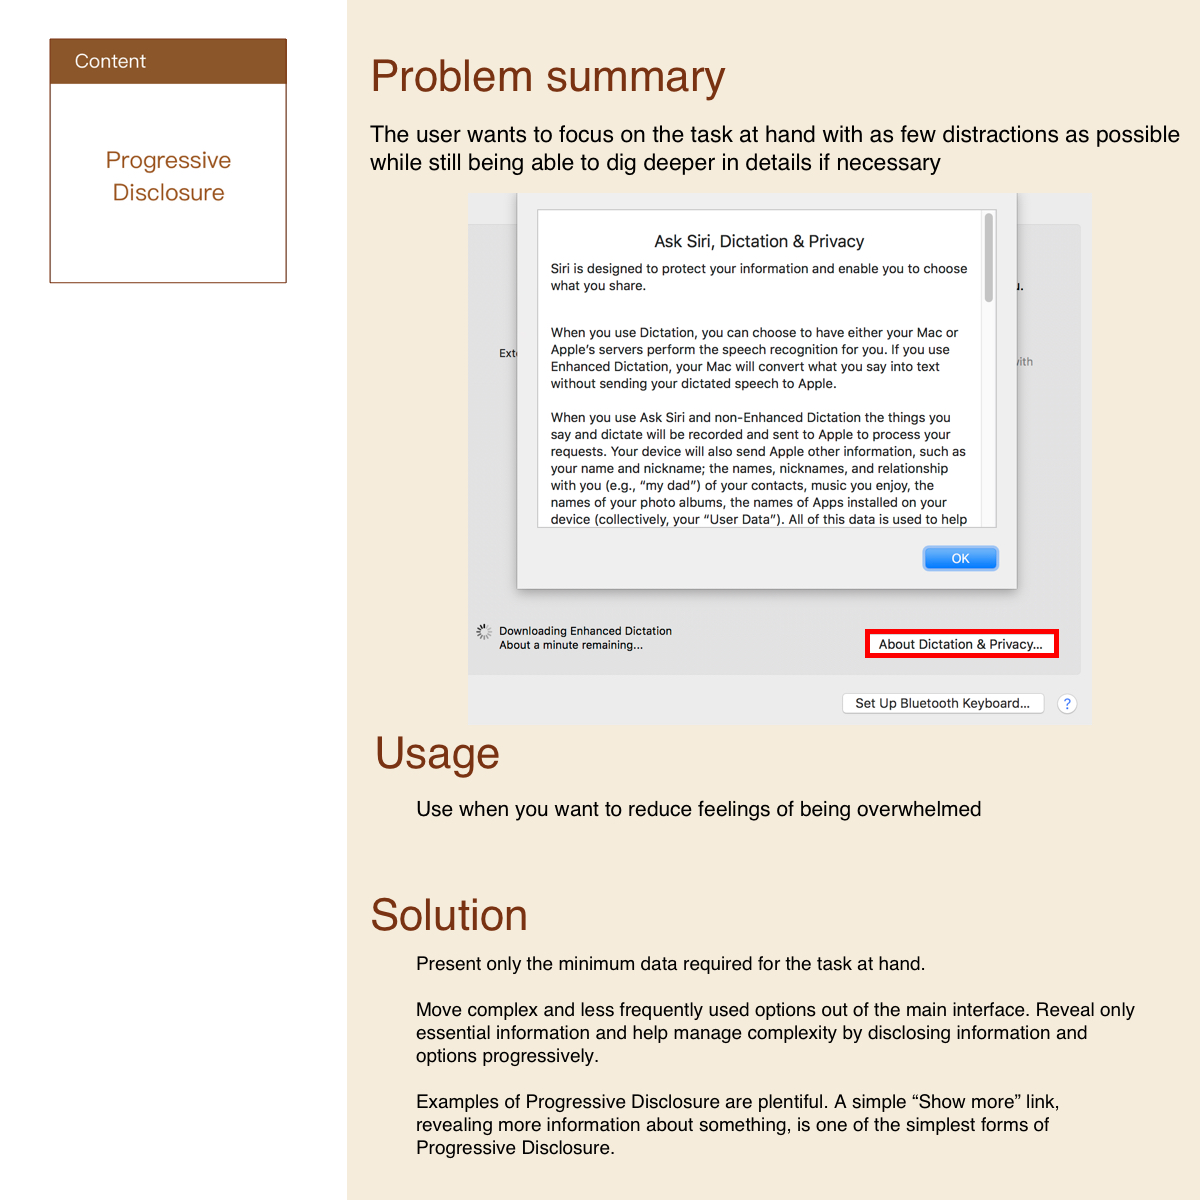 Content
Progressive
Disclosure
Problem summary
The user wants to focus on the task at hand with as few distractions as possible
while still being able to dig deeper in details if necessary
Ask Siri, Dictation & Privacy
Siri is designed to protect your information and enable you to choose
what you share.
When you use Dictation, you can choose to have either your Mac or
Apple’s servers perform the speech recognition for you. If you use
Enhanced Dictation, your Mac will convert what you say into text
without sending your dictated speech to Apple.
When you use Ask Siri and non-Enhanced Dictation the things you
say and dictate will be recorded and sent to Apple to process your
requests. Your device will also send Apple other information, such as
your name and nickname; the names, nicknames, and relationship
with you (e.g., “my dad”) of your contacts, music you enjoy, the
names of your photo albums, the names of Apps installed on your
device (collectively, your “User Data”). All of this data is used to help
OK
Downloading Enhanced Dictation
About a minute remaining...
About Dictation & Privacy...
Set Up Bluetooth Keyboard...
?
Usage
Use when you want to reduce feelings of being overwhelmed
Solution
Present only the minimum data required for the task at hand.
Move complex and less frequently used options out of the main interface. Reveal only
essential information and help manage complexity by disclosing information and
options progressively.
Examples of Progressive Disclosure are plentiful. A simple “Show more” link,
revealing more information about something, is one of the simplest forms of
Progressive Disclosure.